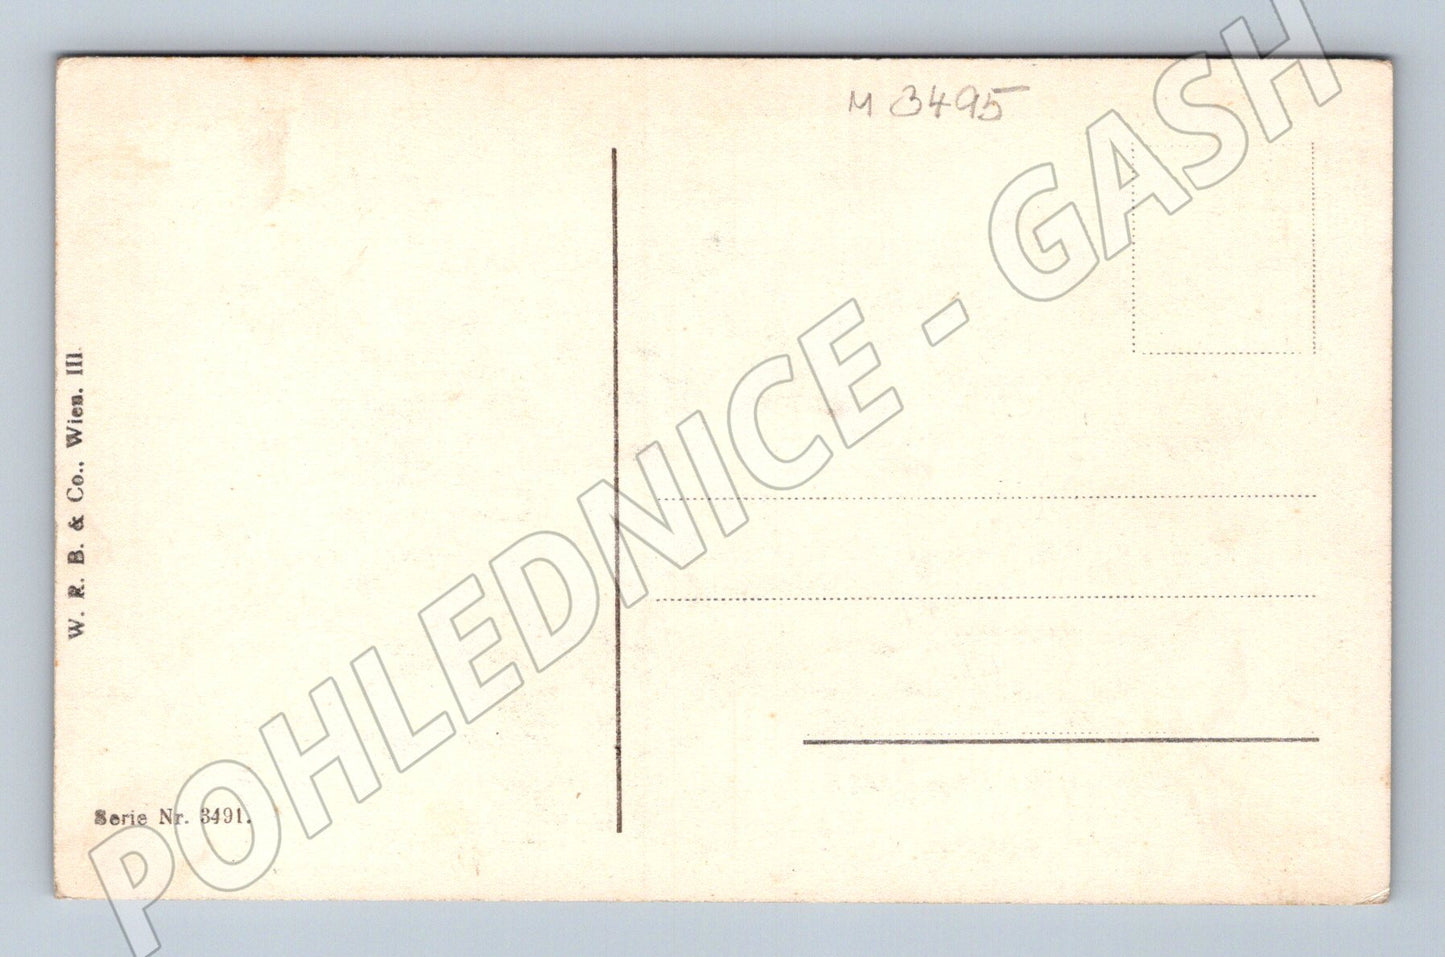 M 3495
W. R. B. & Co., Wien. III
Serie Nr. 3491.
POHLEDNICE - GASH